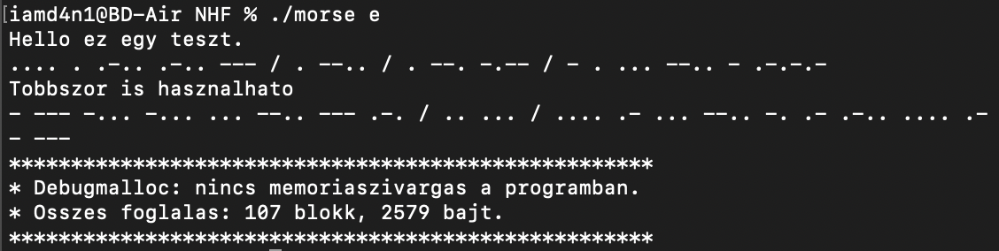 [iamd4n1@BD-Air NHF % ./morse e
Hello ez egy teszt.
.... . .-.. .-.. --- / . --.. / . --. -.-- / - . ... --.. - .-.-.-
Tobbszor is hasznalhato
- --- -... -... ... --.. --- .-. / .. ... / .... .- ... --.. -. .- .-.. .... .-
- ---
****************************************************
* Debugmalloc: nincs memoriaszivargas a programban.
* Osszes foglalas: 107 blokk, 2579 bajt.
****************************************************